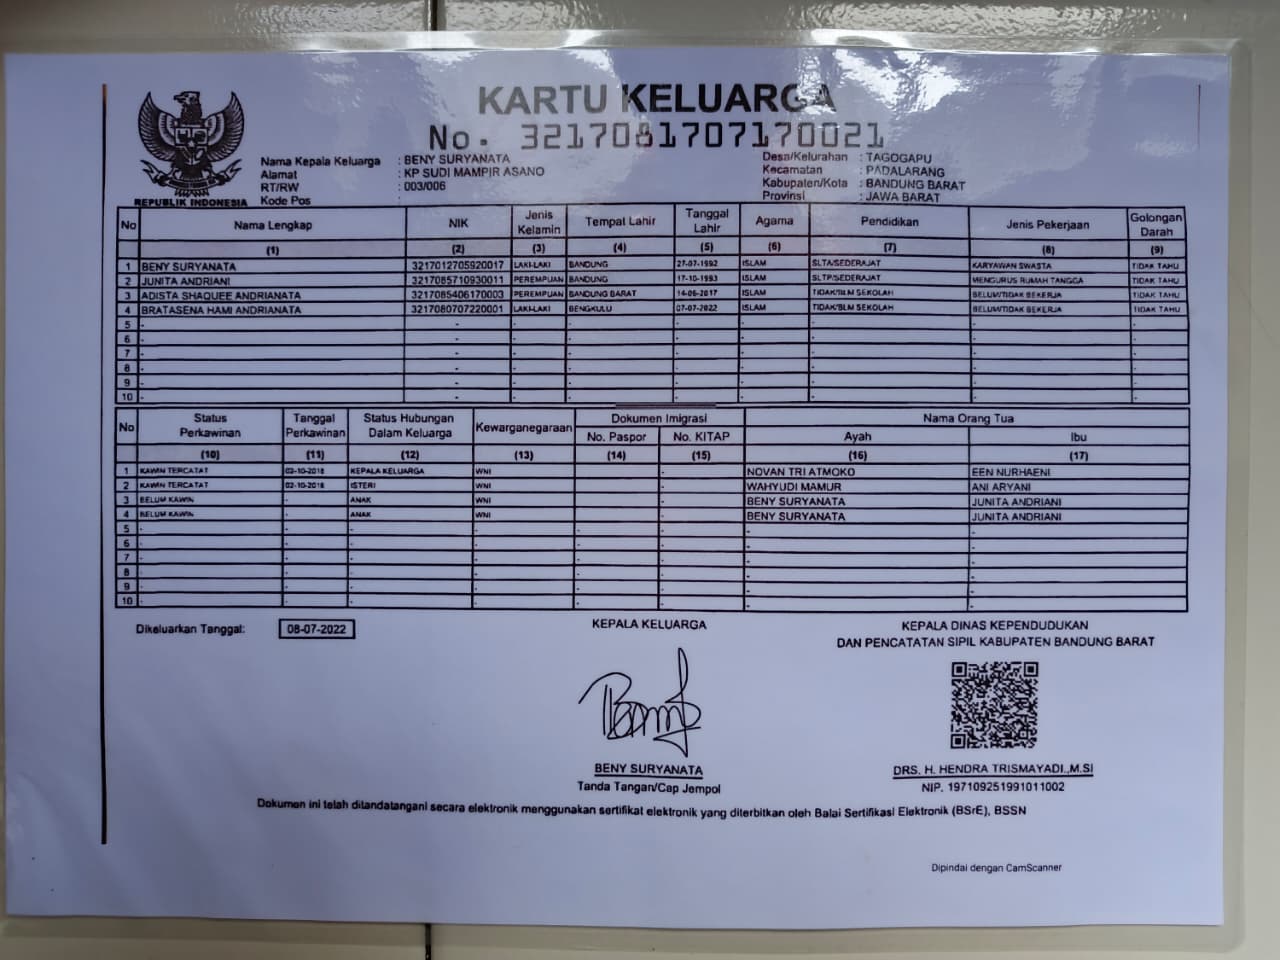 KARTU KELUARGA
No. 3217081707170021
REPUBLIK INDONESIA
Nama Kepala Keluarga : BENY SURYANATA
Alamat : KP SUDI MAMPIR ASANO
RT/RW : 003/006
Kode Pos :
Desa/Kelurahan : TAGOGAPU
Kecamatan : PADALARANG
Kabupaten/Kota : BANDUNG BARAT
Provinsi : JAWA BARAT
No Nama Lengkap NIK Jenis Kelamin Tempat Lahir Tanggal Lahir Agama Pendidikan Jenis Pekerjaan Golongan Darah
(1) (2) (3) (4) (5) (6) (7) (8) (9)
1 BENY SURYANATA 3217012705920017 LAKI-LAKI BANDUNG 27-07-1992 ISLAM SLTA/SEDERAJAT KARYAWAN SWASTA TIDAK TAHU
2 JUNITA ANDRIANI 3217085710930011 PEREMPUAN BANDUNG 17-10-1993 ISLAM SLTP/SEDERAJAT MENGURUS RUMAH TANGGA TIDAK TAHU
3 ADISTA SHAQUEE ANDRIANATA 3217085406170003 PEREMPUAN BANDUNG BARAT 14-06-2017 ISLAM TIDAK/BLM SEKOLAH BELUM/TIDAK BEKERJA TIDAK TAHU
4 BRATASENA HAMI ANDRIANATA 3217080707220001 LAKI-LAKI BENGKULU 07-07-2022 ISLAM TIDAK/BLM SEKOLAH BELUM/TIDAK BEKERJA TIDAK TAHU
5 - - - - - - - - -
6 - - - - - - - - -
7 - - - - - - - - -
8 - - - - - - - - -
9 - - - - - - - - -
10 - - - - - - - - -
No Status Perkawinan Tanggal Perkawinan Status Hubungan Dalam Keluarga Kewarganegaraan Dokumen Imigrasi Nama Orang Tua
No. Paspor No. KITAP Ayah Ibu
(10) (11) (12) (13) (14) (15) (16) (17)
1 KAWIN TERCATAT 02-10-2016 KEPALA KELUARGA WNI - - NOVAN TRI ATMOKO EEN NURHAENI
2 KAWIN TERCATAT 02-10-2016 ISTERI WNI - - WAHYUDI MAMUR ANI ARYANI
3 BELUM KAWIN - ANAK WNI - - BENY SURYANATA JUNITA ANDRIANI
4 BELUM KAWIN - ANAK WNI - - BENY SURYANATA JUNITA ANDRIANI
5 - - - - - - - -
6 - - - - - - - -
7 - - - - - - - -
8 - - - - - - - -
9 - - - - - - - -
10 - - - - - - - -
Dikeluarkan Tanggal: 08-07-2022
KEPALA KELUARGA
BENY SURYANATA
Tanda Tangan/Cap Jempol
KEPALA DINAS KEPENDUDUKAN
DAN PENCATATAN SIPIL KABUPATEN BANDUNG BARAT
DRS. H. HENDRA TRISMAYADI.,M.SI
NIP. 197109251991011002
Dokumen ini telah ditandatangani secara elektronik menggunakan sertifikat elektronik yang diterbitkan oleh Balai Sertifikasi Elektronik (BSrE), BSSN
Dipindai dengan CamScanner